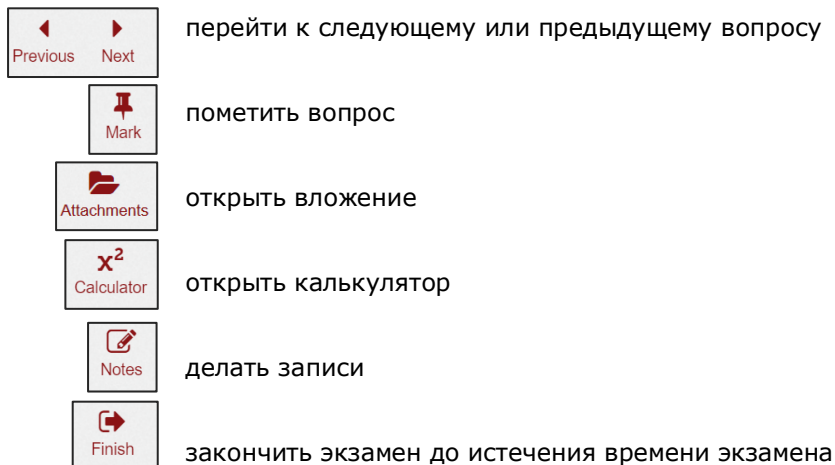 Previous Next перейти к следующему или предыдущему вопросу
Mark пометить вопрос
Attachments открыть вложение
x² Calculator открыть калькулятор
Notes делать записи
Finish закончить экзамен до истечения времени экзамена